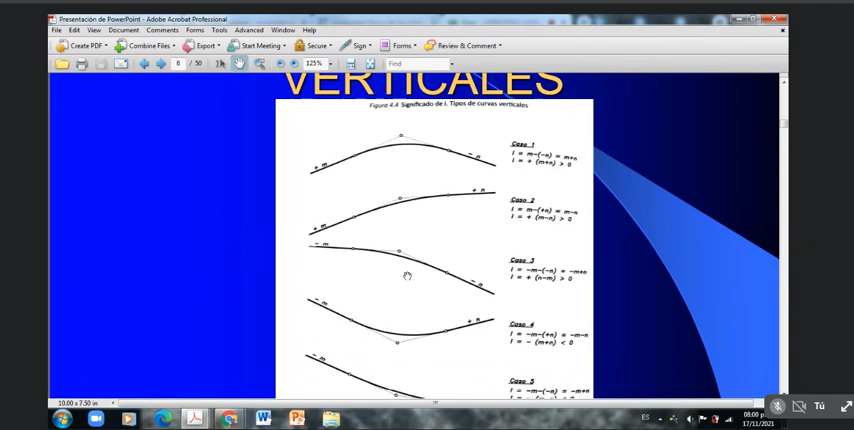 Presentación de PowerPoint - Adobe Acrobat Professional
File Edit View Document Comments Forms Tools Advanced Window Help
Create PDF Combine Files Export Start Meeting Secure Sign Forms Review & Comment
6 / 50 125% Find
VERTICALES
Figura 4.4 Significado de i. Tipos de curvas verticales
+ m
- n
Caso 1
i = m-(-n) = m+n
i = + (m+n) > 0
+ m
+ n
Caso 2
i = m-(+n) = m-n
i = + (m-n) > 0
- m
- n
Caso 3
i = -m-(-n) = -m+n
i = + (n-m) > 0
- m
+ n
Caso 4
i = -m-(+n) = -m-n
i = - (m+n) < 0
- m
Caso 5
i = -m-(-n) = -m+n
10.00 x 7.50 in
ES
08:00 p.
17/11/2021
Tú